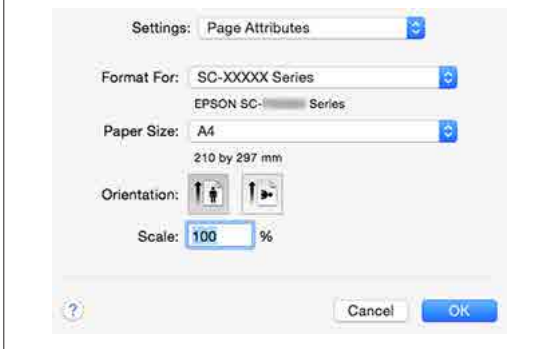 Settings: Page Attributes
Format For: SC-XXXXX Series
EPSON SC- Series
Paper Size: A4
210 by 297 mm
Orientation:
Scale: 100 %
? Cancel OK